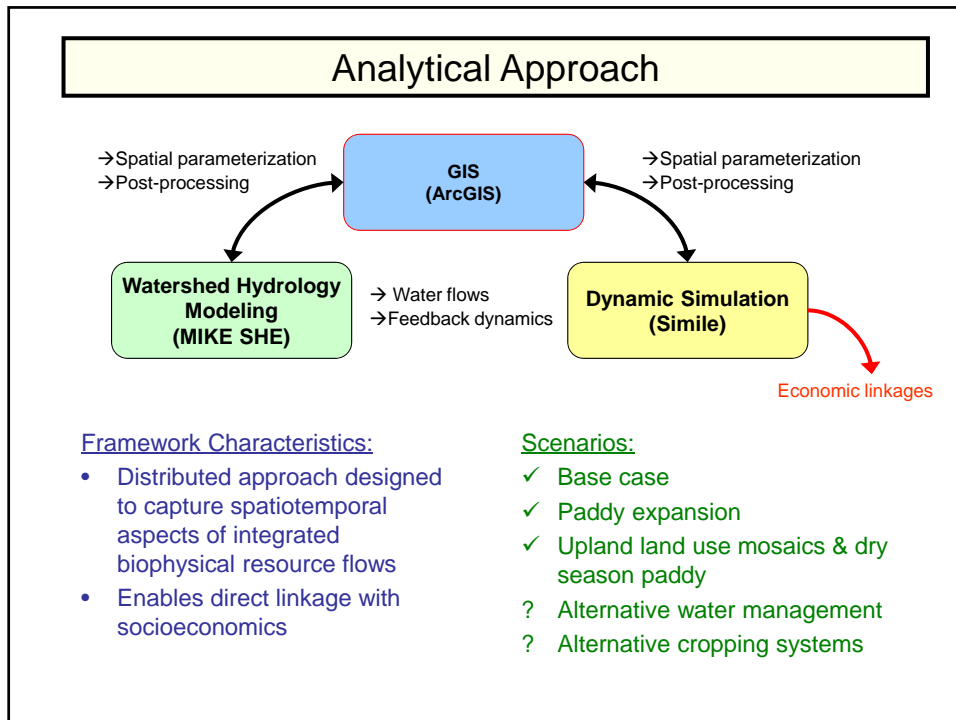 Analytical Approach
→Spatial parameterization
→Post-processing
GIS
(ArcGIS)
→Spatial parameterization
→Post-processing
Watershed Hydrology
Modeling
(MIKE SHE)
→ Water flows
→Feedback dynamics
Dynamic Simulation
(Simile)
Economic linkages
Framework Characteristics:
• Distributed approach designed
to capture spatiotemporal
aspects of integrated
biophysical resource flows
• Enables direct linkage with
socioeconomics
Scenarios:
✓ Base case
✓ Paddy expansion
✓ Upland land use mosaics & dry
season paddy
? Alternative water management
? Alternative cropping systems